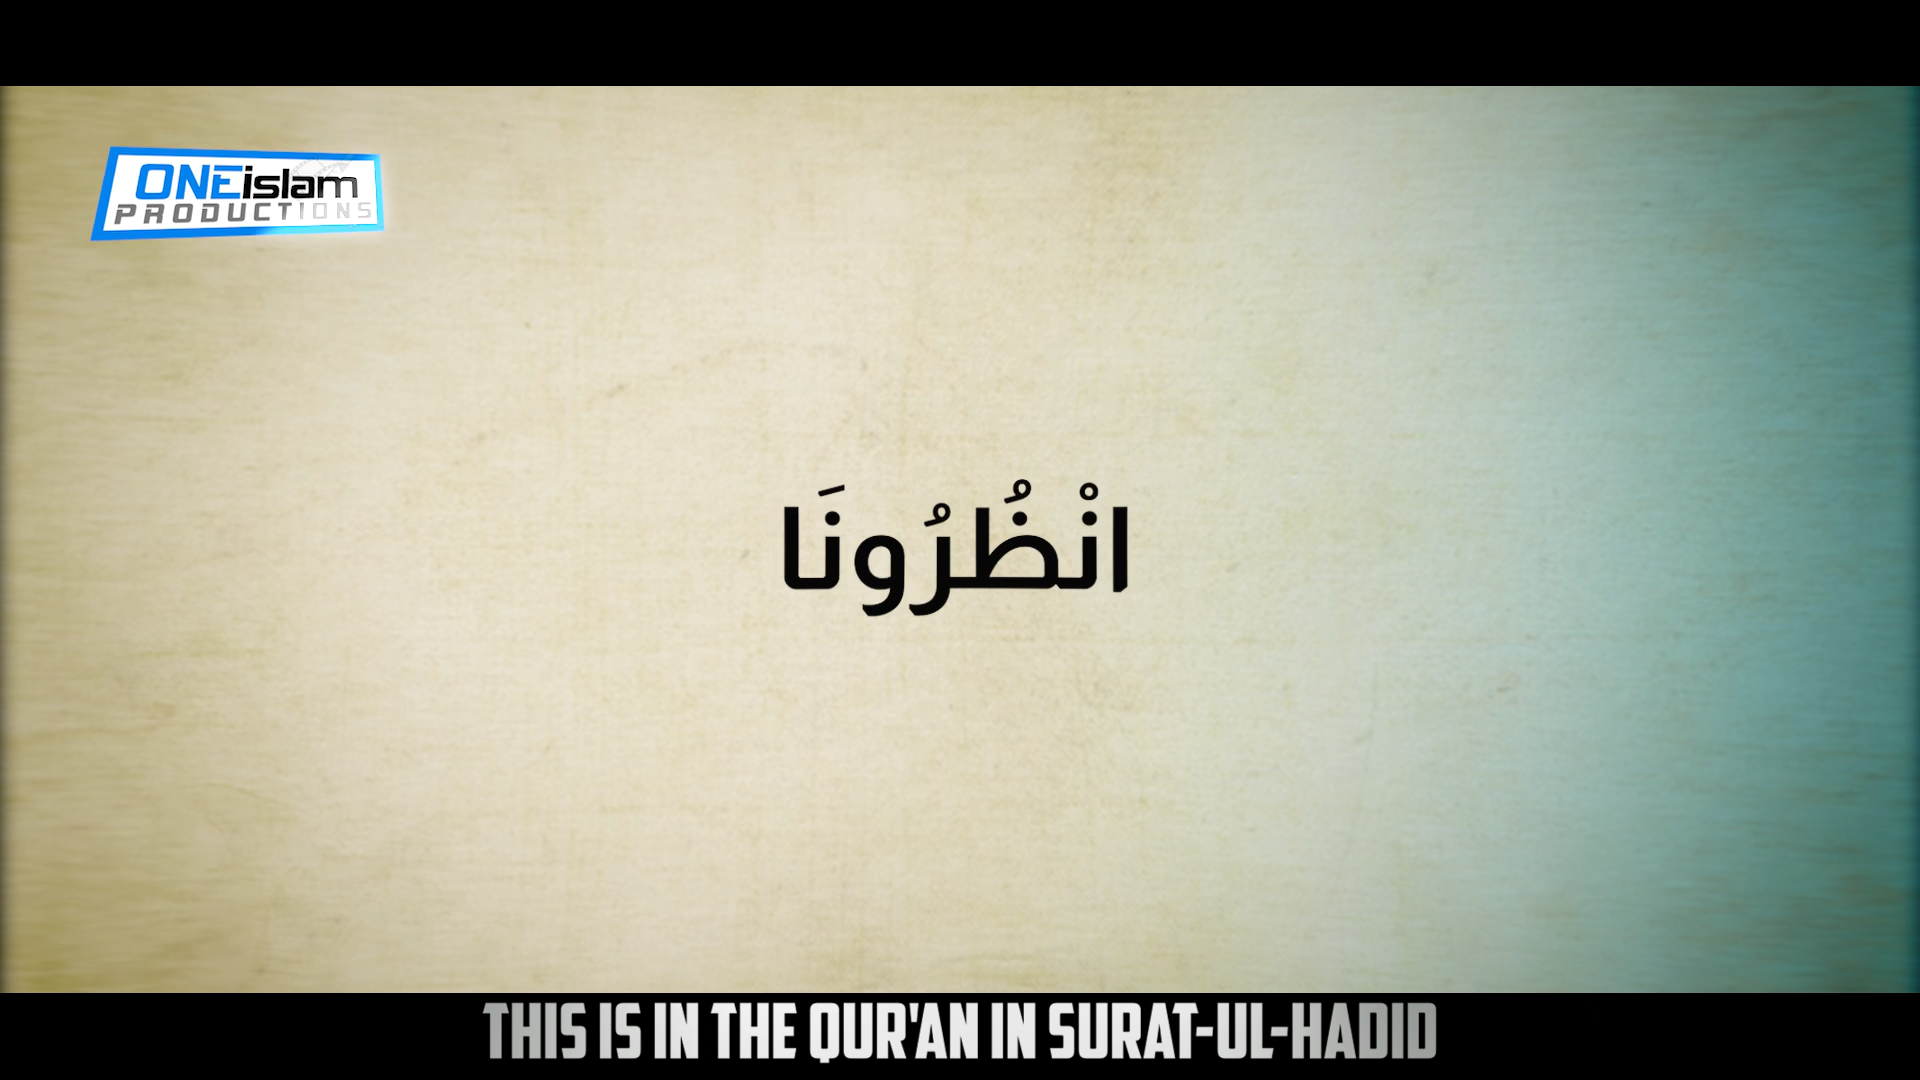 ONEislam
PRODUCTIONS
انْظُرُونَا
THIS IS IN THE QUR'AN IN SURAT-UL-HADID